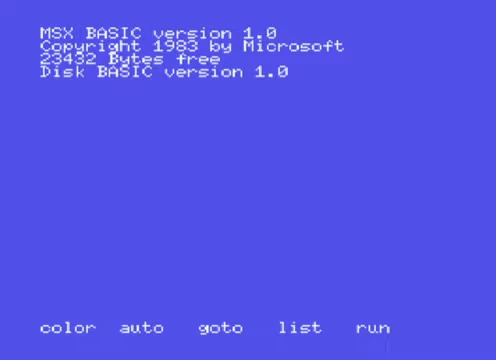 MSX BASIC version 1.0
Copyright 1983 by Microsoft
23432 Bytes free
Disk BASIC version 1.0
color auto goto list run